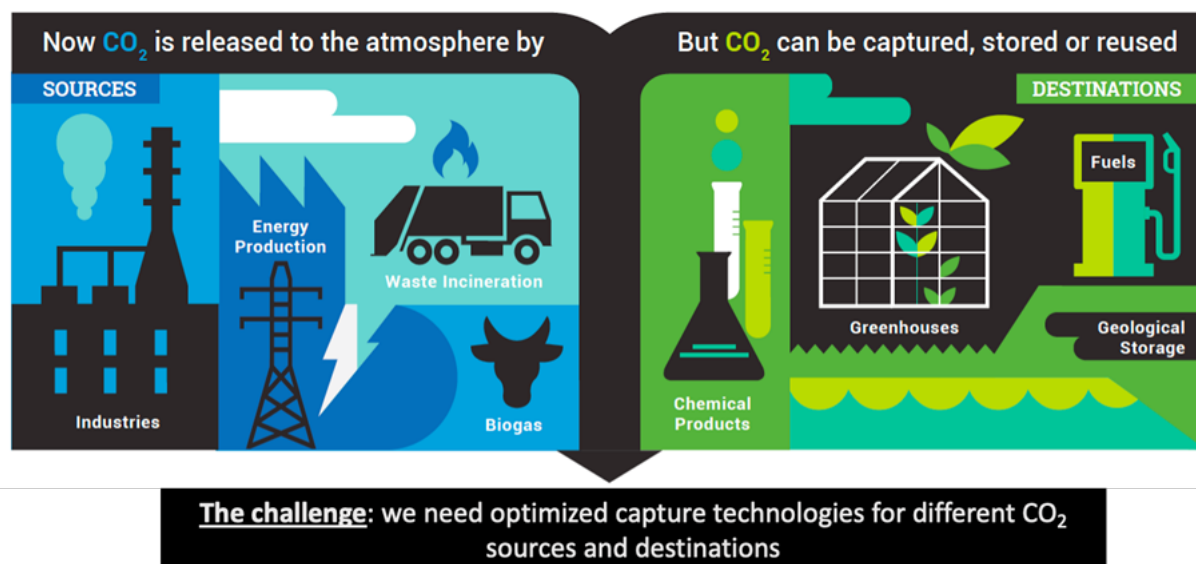 Now CO₂ is released to the atmosphere by
SOURCES
Energy
Production
Waste Incineration
Industries
Biogas
But CO₂ can be captured, stored or reused
DESTINATIONS
Fuels
Greenhouses
Geological
Storage
Chemical
Products
The challenge: we need optimized capture technologies for different CO₂
sources and destinations